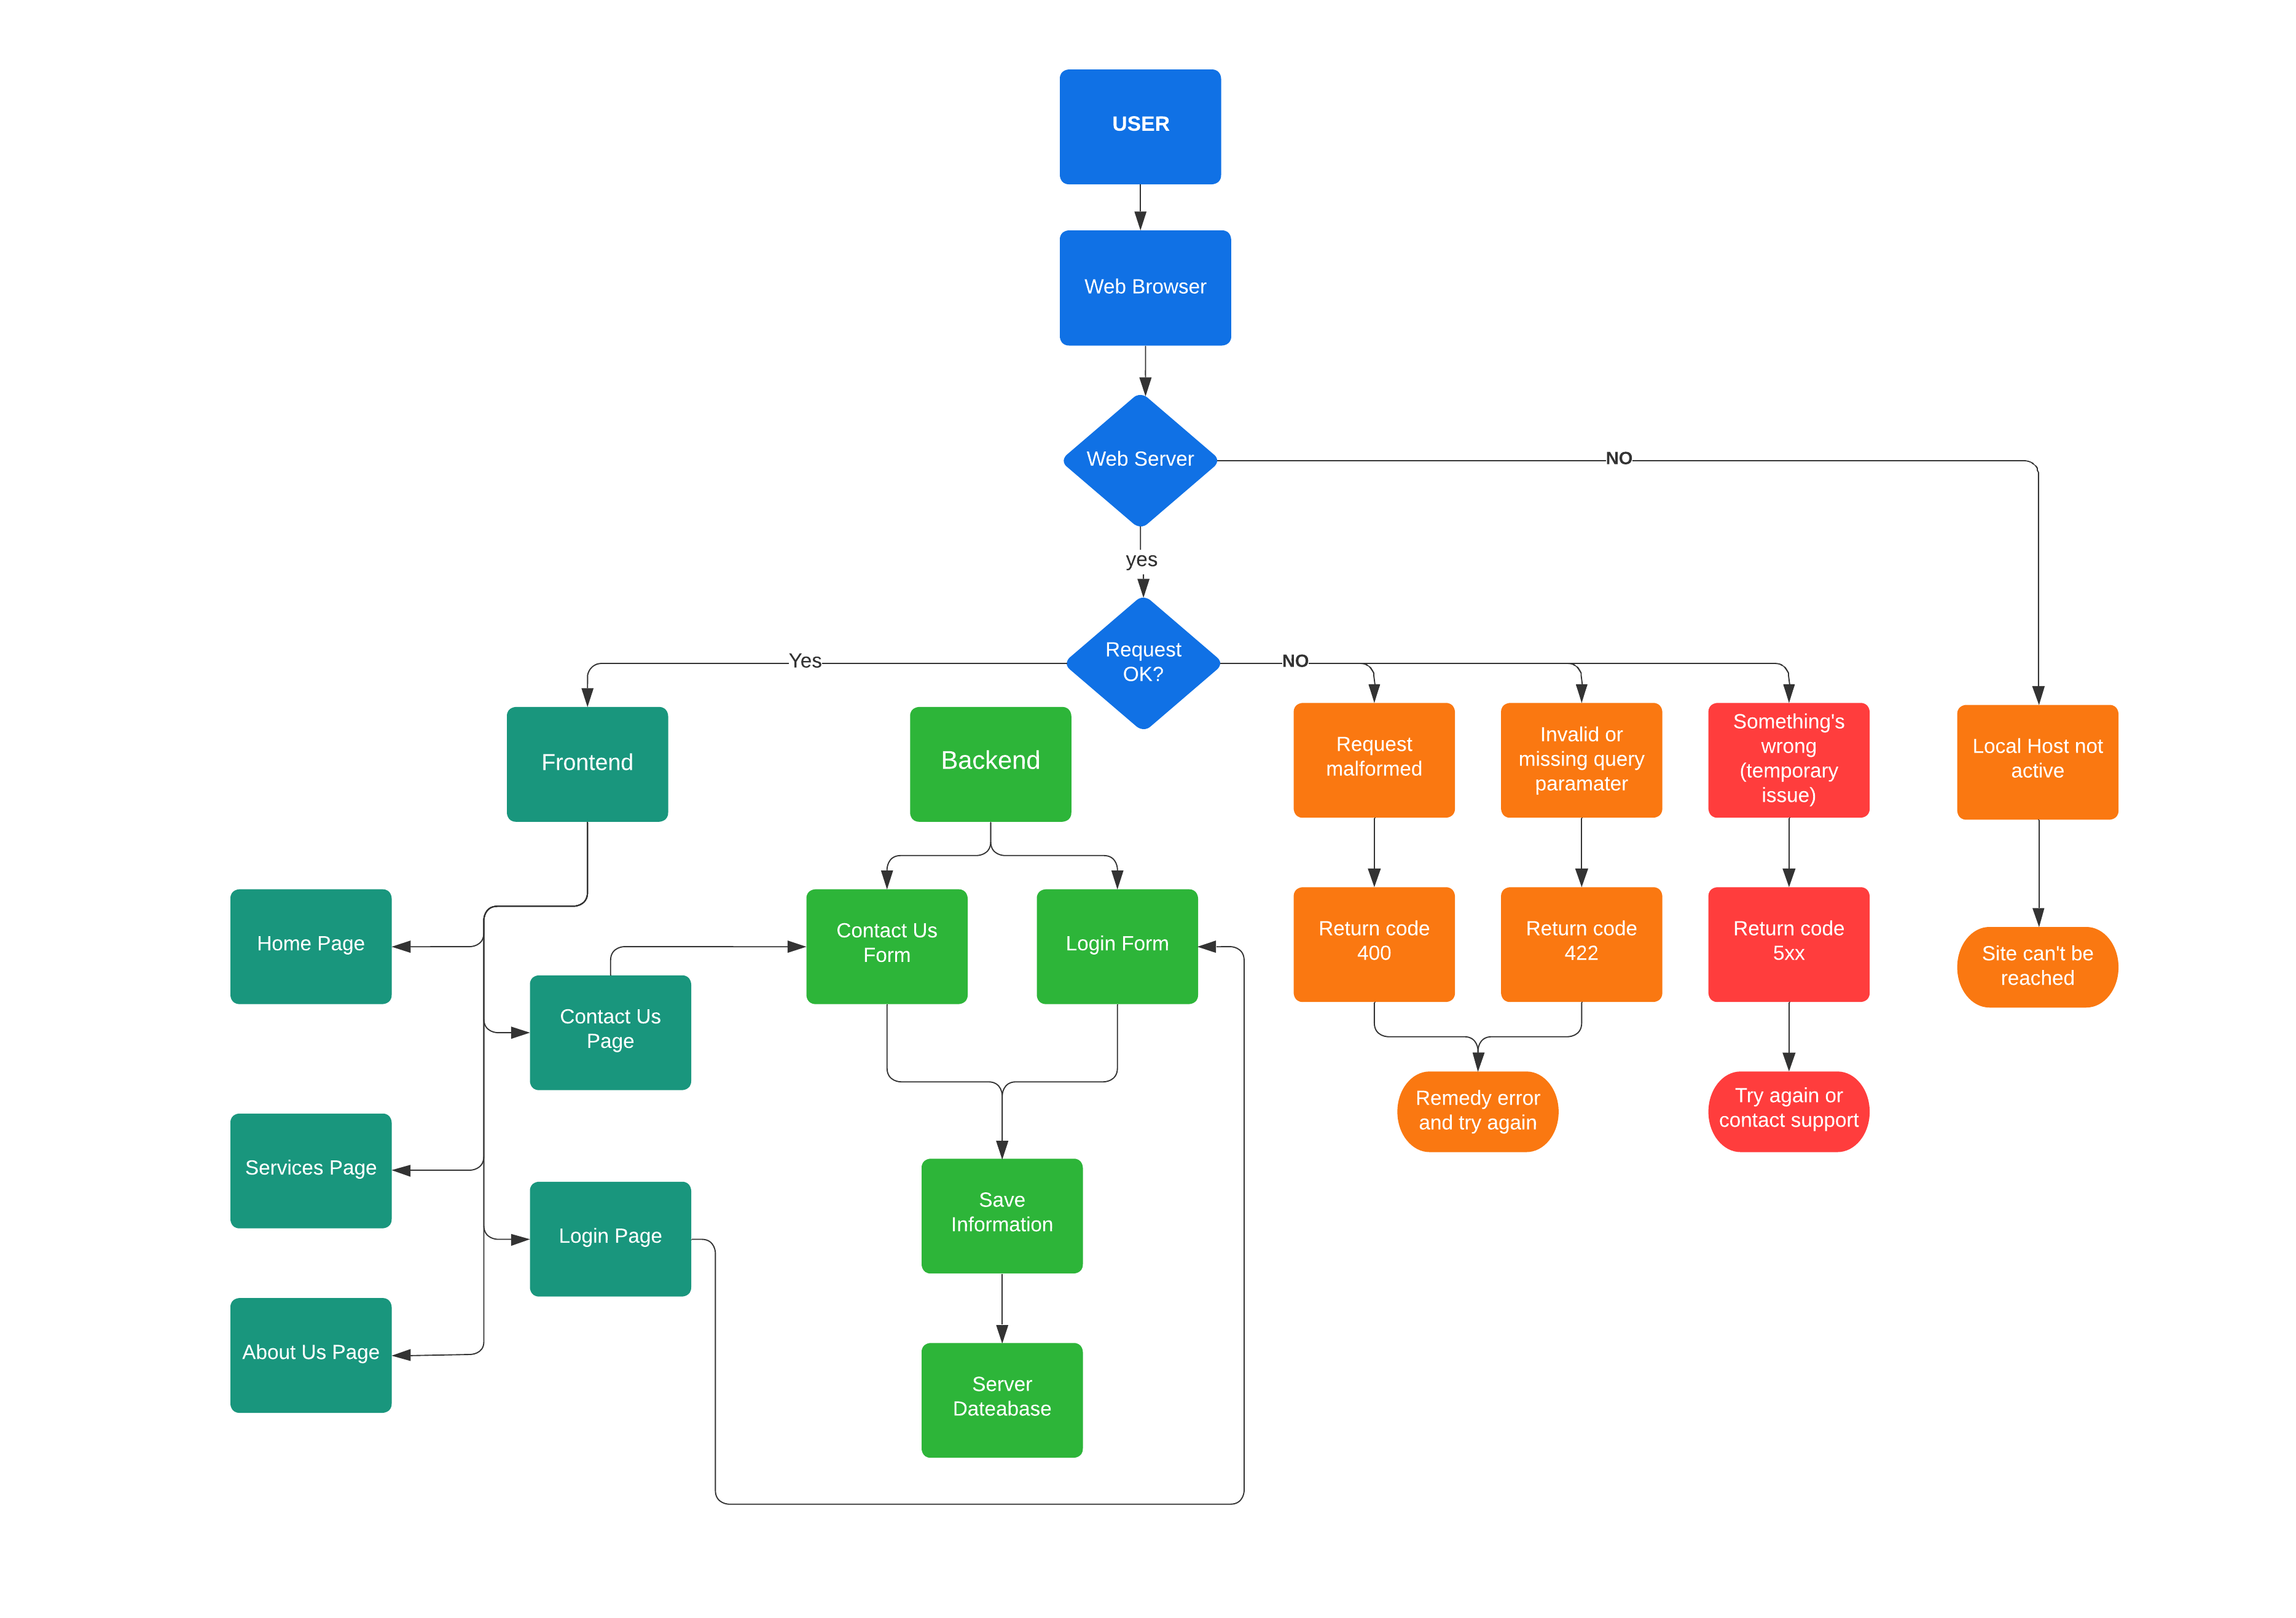 USER
Web Browser
Web Server
NO
yes
Request
OK?
Yes
NO
Frontend
Backend
Request
malformed
Invalid or
missing query
paramater
Something's
wrong
(temporary
issue)
Local Host not
active
Home Page
Contact Us
Page
Services Page
Login Page
About Us Page
Contact Us
Form
Login Form
Save
Information
Server
Dateabase
Return code
400
Return code
422
Return code
5xx
Site can't be
reached
Remedy error
and try again
Try again or
contact support